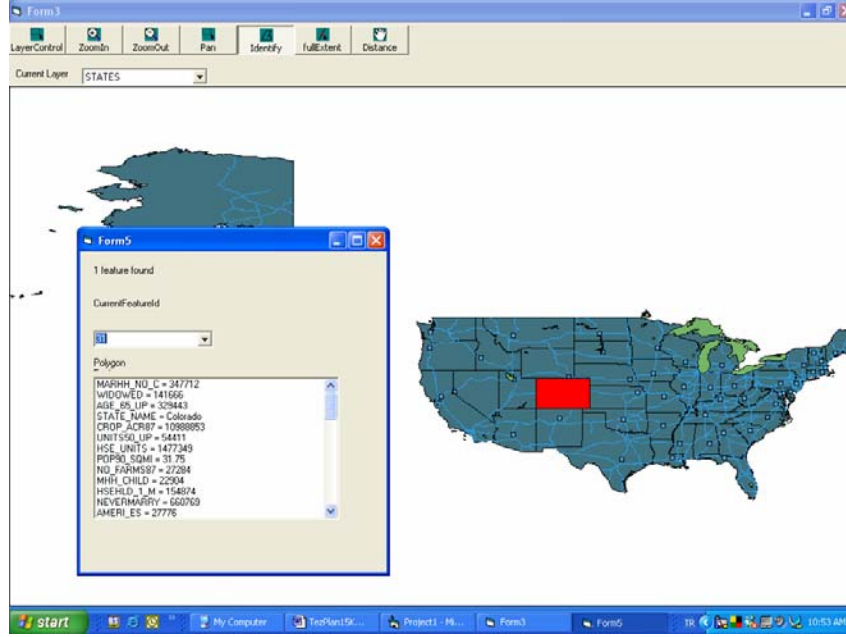 Form3
LayerControl ZoomIn ZoomOut Pan Identify fullExtent Distance
Current Layer STATES
Form5
1 feature found
CurrentFeatureId
31
Polygon
MARHH_NO_C = 347712
WIDOWED = 141666
AGE_65_UP = 329443
STATE_NAME = Colorado
CROP_ACR87 = 10988853
UNITS50_UP = 54411
HSE_UNITS = 1477349
POP90_SQMI = 31.75
NO_FARMS87 = 27284
MHH_CHILD = 22904
HSEHLD_1_M = 154874
NEVERMARRY = 660769
AMERI_ES = 27776
start My Computer TezPlan15K... Project1 - Mi... Form3 Form5 TR 10:53 AM